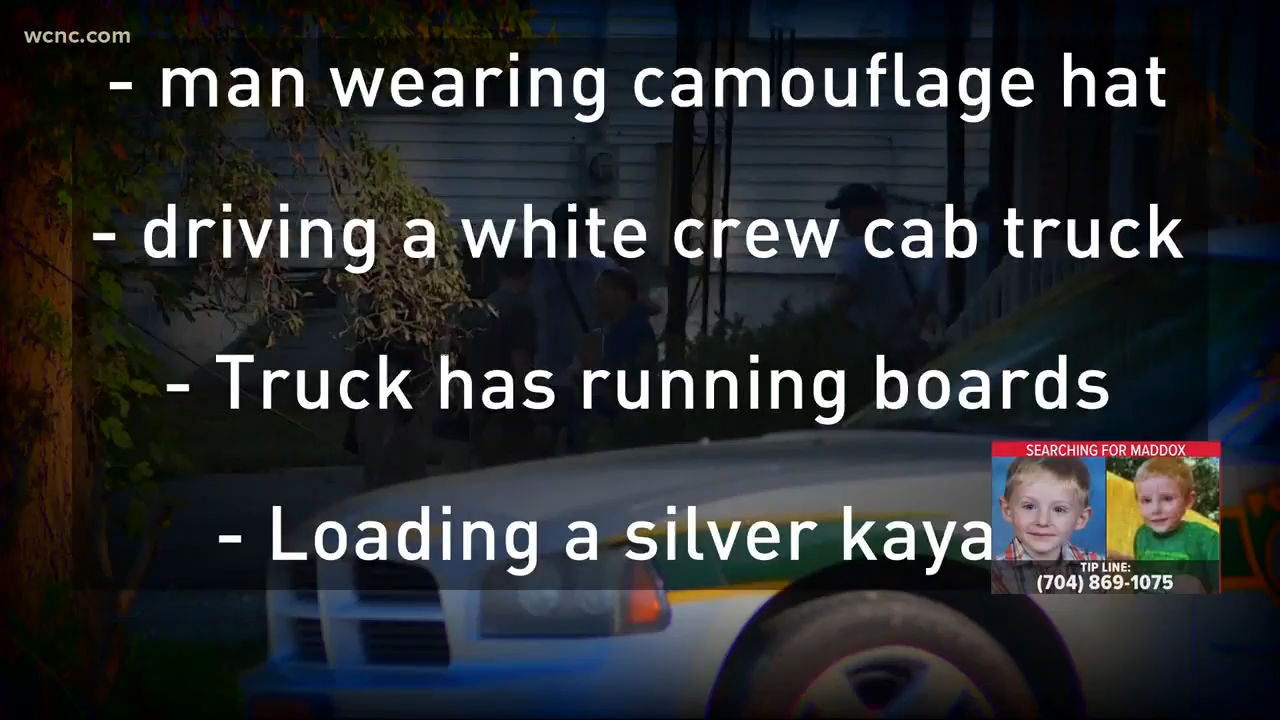 wcnc.com
- man wearing camouflage hat
- driving a white crew cab truck
- Truck has running boards
- Loading a silver kaya
SEARCHING FOR MADDOX
TIP LINE:
(704) 869-1075